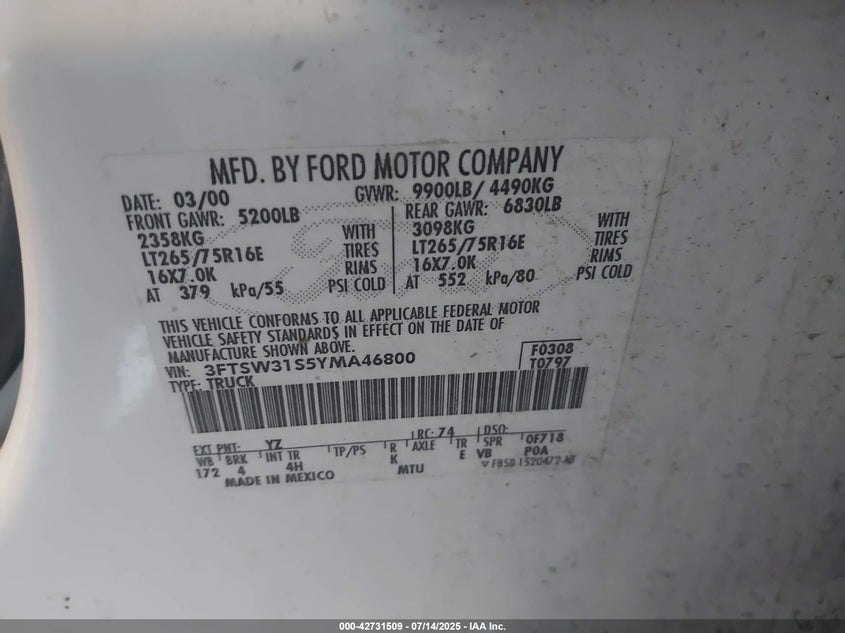 MFD. BY FORD MOTOR COMPANY
DATE: 03/00 GVWR: 9900LB/ 4490KG
FRONT GAWR: 5200LB REAR GAWR: 6830LB
2358KG WITH 3098KG WITH
LT265/75R16E TIRES LT265/75R16E TIRES
16X7.0K RIMS 16X7.0K RIMS
AT 379 kPa/55 PSI COLD AT 552 kPa/80 PSI COLD
THIS VEHICLE CONFORMS TO ALL APPLICABLE FEDERAL MOTOR
VEHICLE SAFETY STANDARDS IN EFFECT ON THE DATE OF
MANUFACTURE SHOWN ABOVE.
VIN: 3FTSW31S5YMA46800 F0308
TYPE: TRUCK T0797
EXT PNT: YZ RC: 74 DSO:
WB BRK INT TR TP/PS R AXLE TR SPR 0F718
172 4 4H K MTU E VB P0A
MADE IN MEXICO F85B-1520472-AB
000-42731509 / 07/14/2025 - IAA Inc.